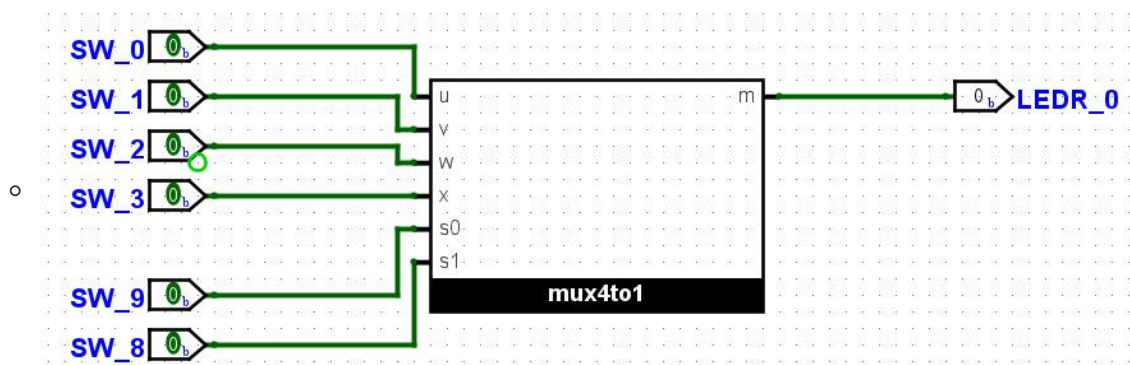 SW_0 0b
SW_1 0b u m 0b LEDR_0
v
SW_2 0b w
SW_3 0b x
s0
s1
SW_9 0b mux4to1
SW_8 0b